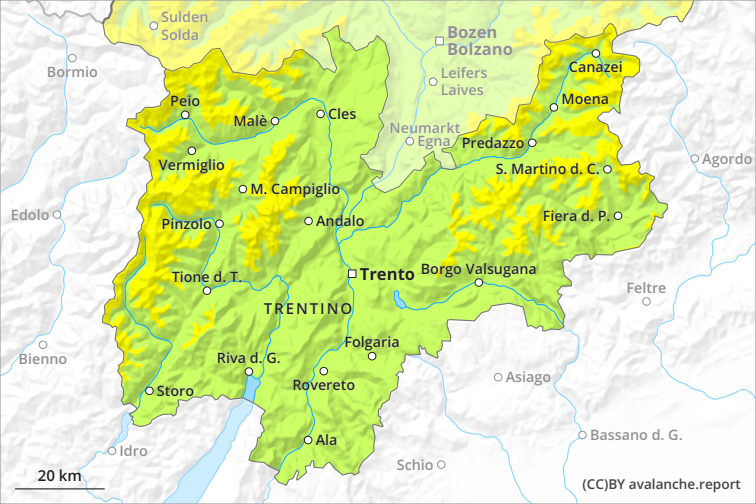 Sulden
Solda
Bozen
Bolzano
Bormio
Leifers
Laives
Canazei
Peio
Moena
Malè
Cles
Neumarkt
Egna
Predazzo
Vermiglio
Agordo
S. Martino d. C.
M. Campiglio
Edolo
Fiera d. P.
Pinzolo
Andalo
Trento
Borgo Valsugana
Tione d. T.
Feltre
TRENTINO
Folgaria
Bienno
Riva d. G.
Asiago
Rovereto
Storo
Bassano d. G.
Ala
Idro
Schio
20 km
(CC)BY avalanche.report